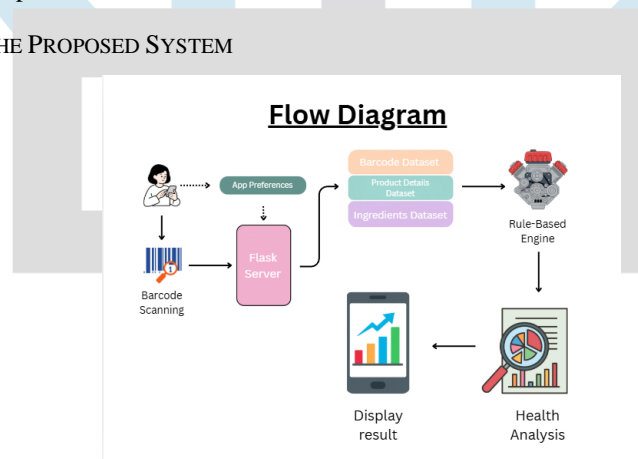 HE PROPOSED SYSTEM
Flow Diagram
App Preferences
Barcode Dataset
Product Details
Dataset
Ingredients Dataset
Flask
Server
Rule-Based
Engine
Barcode
Scanning
Display
result
Health
Analysis